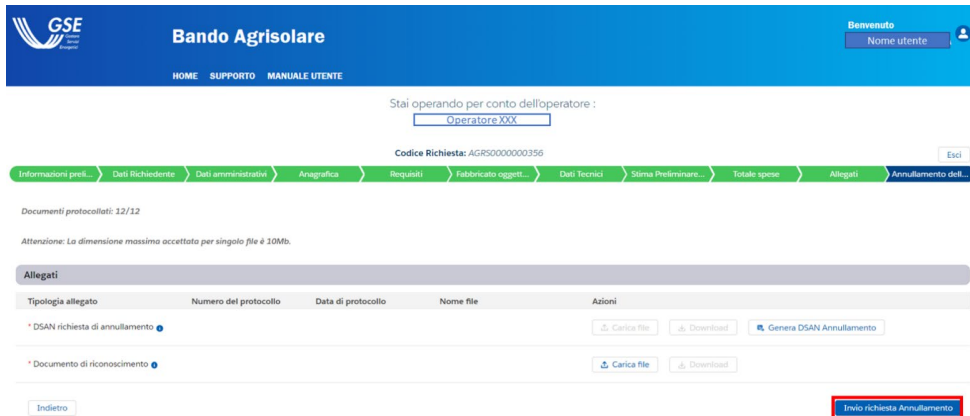 GSE
Gestore
Servizi
Energetici
Bando Agrisolare
Benvenuto
Nome utente
HOME SUPPORTO MANUALE UTENTE
Stai operando per conto dell'operatore :
Operatore XXX
Codice Richiesta: AGRS0000000356
Esci
Informazioni preli... Dati Richiedente Dati amministrativi Anagrafica Requisiti Fabbricato oggett... Dati Tecnici Stima Preliminare... Totale spese Allegati Annullamento dell...
Documenti protocollati: 12/12
Attenzione: La dimensione massima accettata per singolo file è 10Mb.
Allegati
Tipologia allegato Numero del protocollo Data di protocollo Nome file Azioni
* DSAN richiesta di annullamento Carica file Download Genera DSAN Annullamento
* Documento di riconoscimento Carica file Download
Indietro Invio richiesta Annullamento